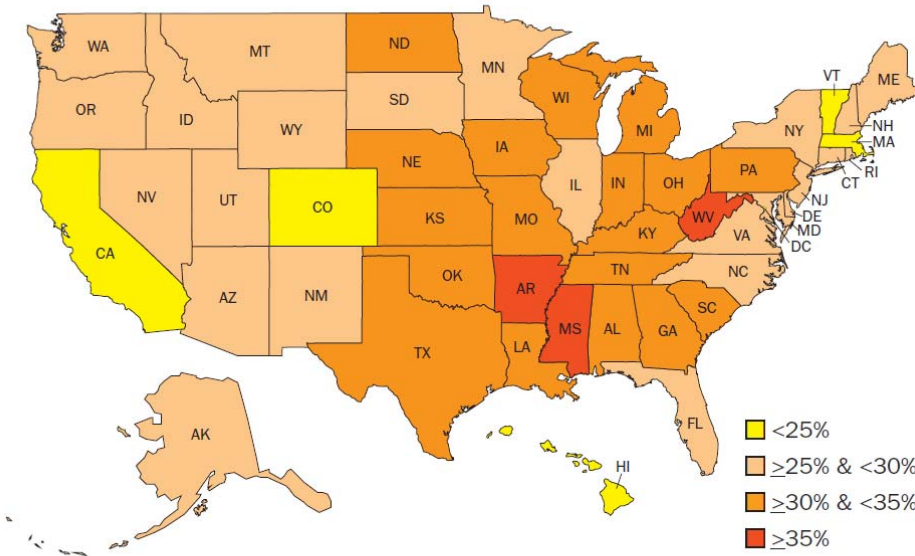 WA
MT
ND
MN
VT
ME
OR
ID
SD
WI
NY
NH
MA
WY
MI
RI
CT
NV
NE
IA
PA
NJ
UT
CO
IL
IN
OH
DE
MD
DC
CA
KS
MO
WV
VA
KY
AZ
NM
OK
AR
TN
NC
SC
TX
LA
MS
AL
GA
AK
FL
HI
<25%
≥25% & <30%
≥30% & <35%
≥35%